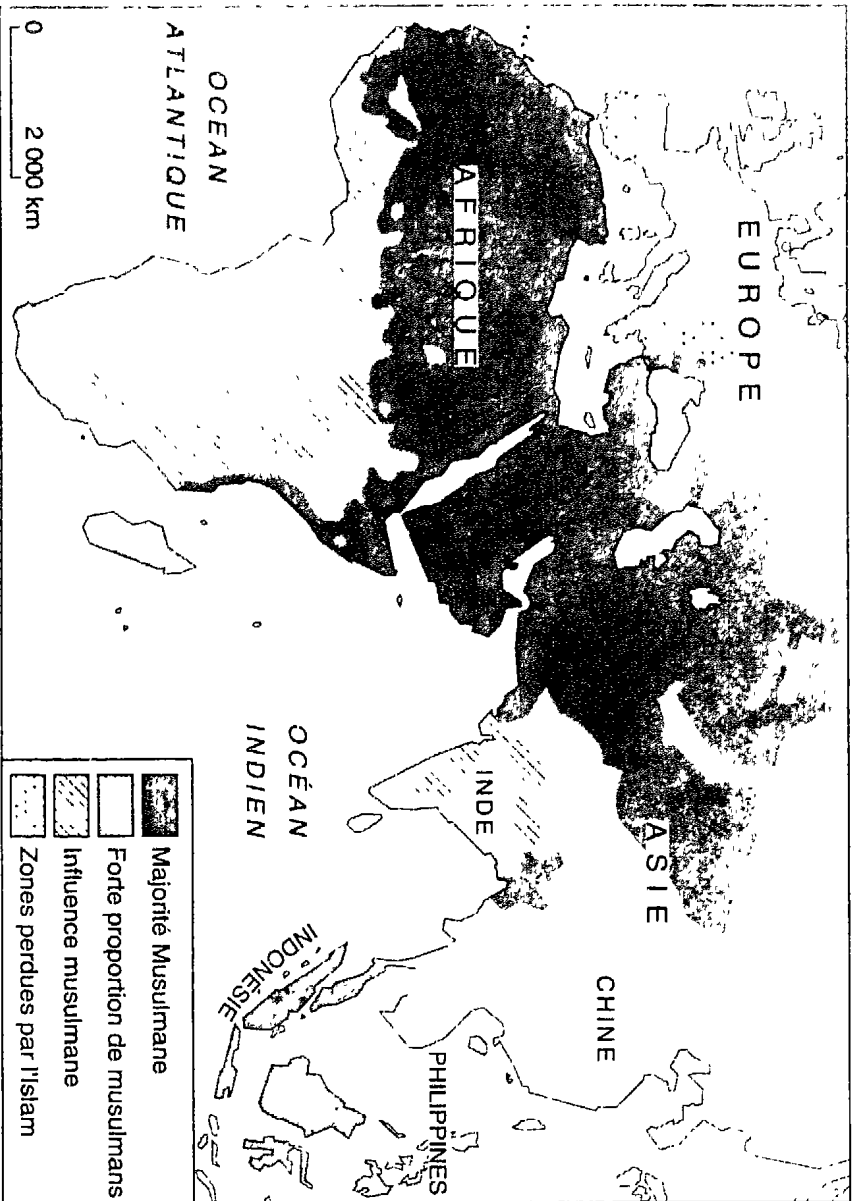 EUROPE
ASIE
CHINE
AFRIQUE
INDE
PHILIPPINES
INDONÉSIE
OCEAN
ATLANTIQUE
OCÉAN
INDIEN
0 2 000 km
Majorité Musulmane
Forte proportion de musulmans
Influence musulmane
Zones perdues par l'Islam